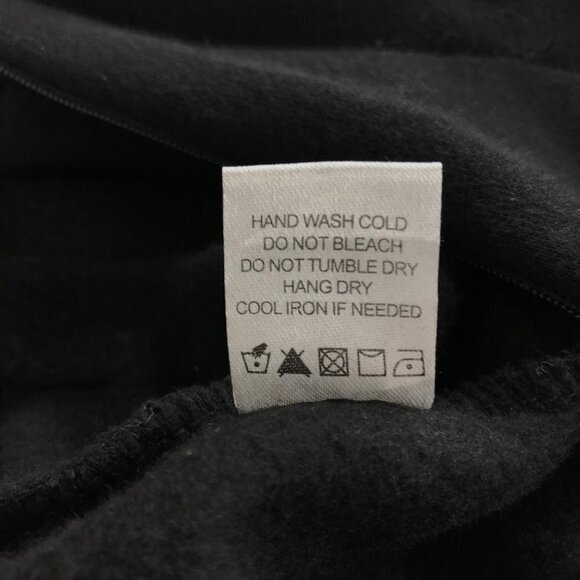 HAND WASH COLD
DO NOT BLEACH
DO NOT TUMBLE DRY
HANG DRY
COOL IRON IF NEEDED